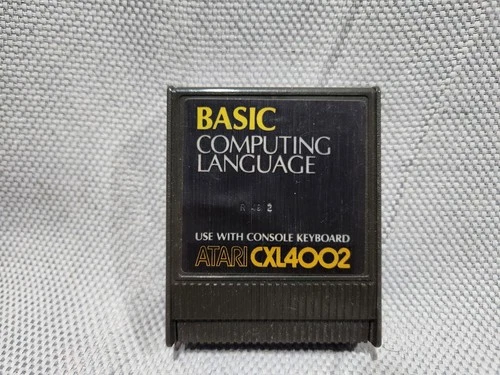 BASIC
COMPUTING
LANGUAGE
USE WITH CONSOLE KEYBOARD
ATARI CXL4002